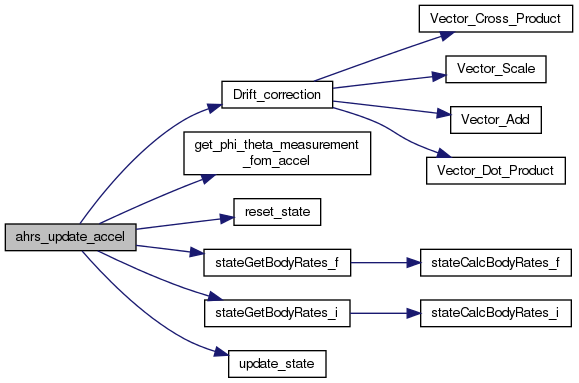 Vector_Cross_Product
Vector_Scale
Drift_correction
Vector_Add
get_phi_theta_measurement
_fom_accel
Vector_Dot_Product
reset_state
ahrs_update_accel
stateGetBodyRates_f
stateCalcBodyRates_f
stateGetBodyRates_i
stateCalcBodyRates_i
update_state